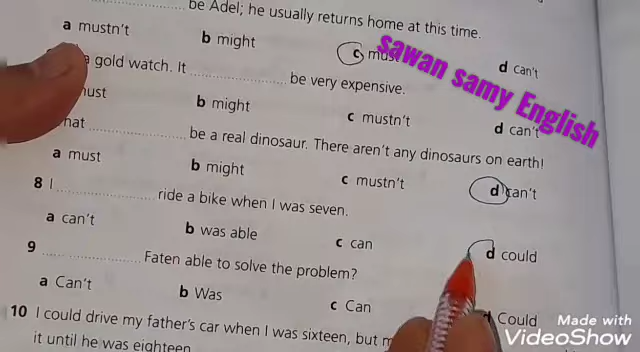 be Adel; he usually returns home at this time.
a mustn't b might c must d can't
a gold watch. It be very expensive.
b might c mustn't d can't
be a real dinosaur. There aren't any dinosaurs on earth!
a must b might c mustn't d can't
8 I ride a bike when I was seven.
a can't b was able c can d could
9 Faten able to solve the problem?
a Can't b Was c Can d Could
10 I could drive my father's car when I was sixteen, but
it until he was eighteen
sawan samy English
Made with
VideoShow